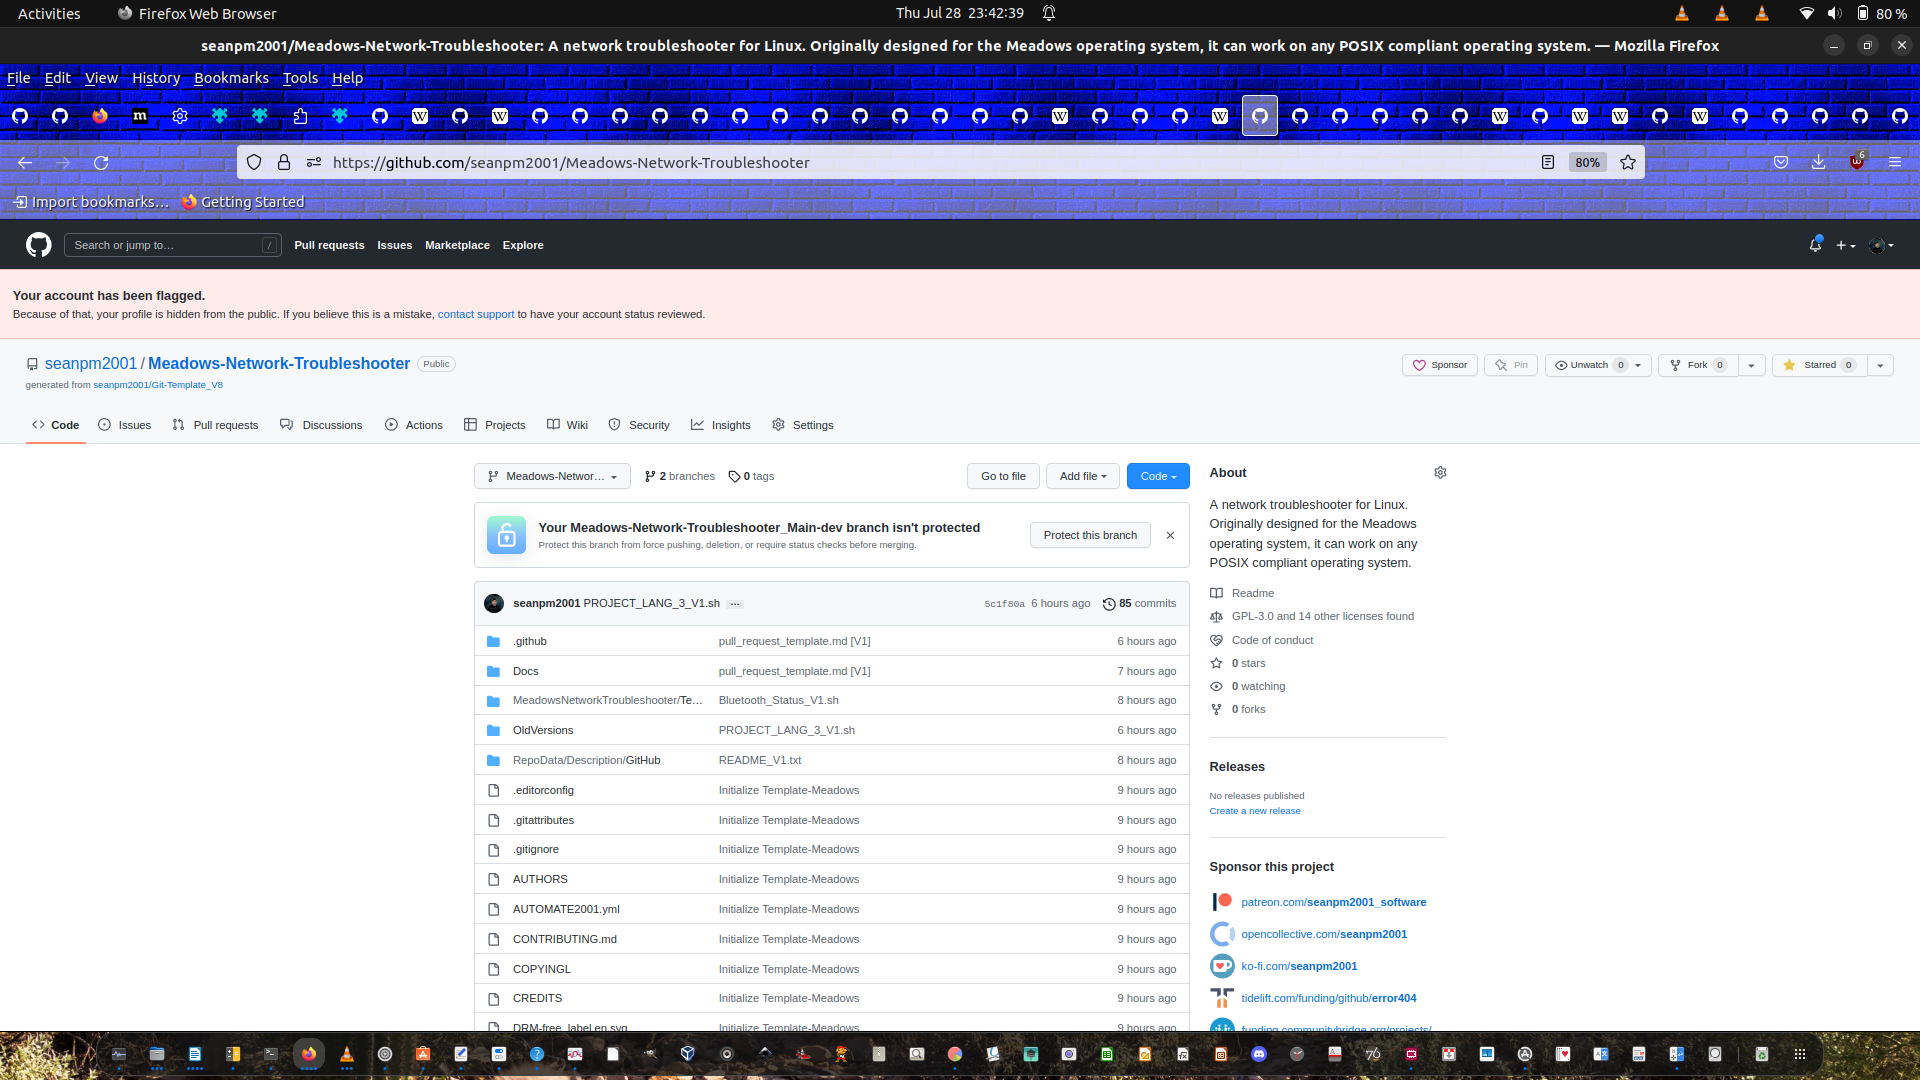 Activities Firefox Web Browser Thu Jul 28 23:42:39 80 %
seanpm2001/Meadows-Network-Troubleshooter: A network troubleshooter for Linux. Originally designed for the Meadows operating system, it can work on any POSIX compliant operating system. — Mozilla Firefox
File Edit View History Bookmarks Tools Help
https://github.com/seanpm2001/Meadows-Network-Troubleshooter 80% 6
Import bookmarks… Getting Started
Search or jump to… / Pull requests Issues Marketplace Explore
Your account has been flagged.
Because of that, your profile is hidden from the public. If you believe this is a mistake, contact support to have your account status reviewed.
seanpm2001 / Meadows-Network-Troubleshooter Public
Sponsor Pin Unwatch 0 Fork 0 Starred 0
generated from seanpm2001/Git-Template_V8
Code Issues Pull requests Discussions Actions Projects Wiki Security Insights Settings
Meadows-Networ… 2 branches 0 tags Go to file Add file Code
Your Meadows-Network-Troubleshooter_Main-dev branch isn't protected
Protect this branch from force pushing, deletion, or require status checks before merging.
Protect this branch
seanpm2001 PROJECT_LANG_3_V1.sh … 5c1f80a 6 hours ago 85 commits
.github pull_request_template.md [V1] 6 hours ago
Docs pull_request_template.md [V1] 7 hours ago
MeadowsNetworkTroubleshooter/Te… Bluetooth_Status_V1.sh 8 hours ago
OldVersions PROJECT_LANG_3_V1.sh 6 hours ago
RepoData/Description/GitHub README_V1.txt 8 hours ago
.editorconfig Initialize Template-Meadows 9 hours ago
.gitattributes Initialize Template-Meadows 9 hours ago
.gitignore Initialize Template-Meadows 9 hours ago
AUTHORS Initialize Template-Meadows 9 hours ago
AUTOMATE2001.yml Initialize Template-Meadows 9 hours ago
CONTRIBUTING.md Initialize Template-Meadows 9 hours ago
COPYINGL Initialize Template-Meadows 9 hours ago
CREDITS Initialize Template-Meadows 9 hours ago
DRM-free_label.en.svg Initialize Template-Meadows 9 hours ago
About
A network troubleshooter for Linux.
Originally designed for the Meadows
operating system, it can work on any
POSIX compliant operating system.
Readme
GPL-3.0 and 14 other licenses found
Code of conduct
0 stars
0 watching
0 forks
Releases
No releases published
Create a new release
Sponsor this project
patreon.com/seanpm2001_software
opencollective.com/seanpm2001
ko-fi.com/seanpm2001
tidelift.com/funding/github/error404
funding.communitybridge.org/projects/